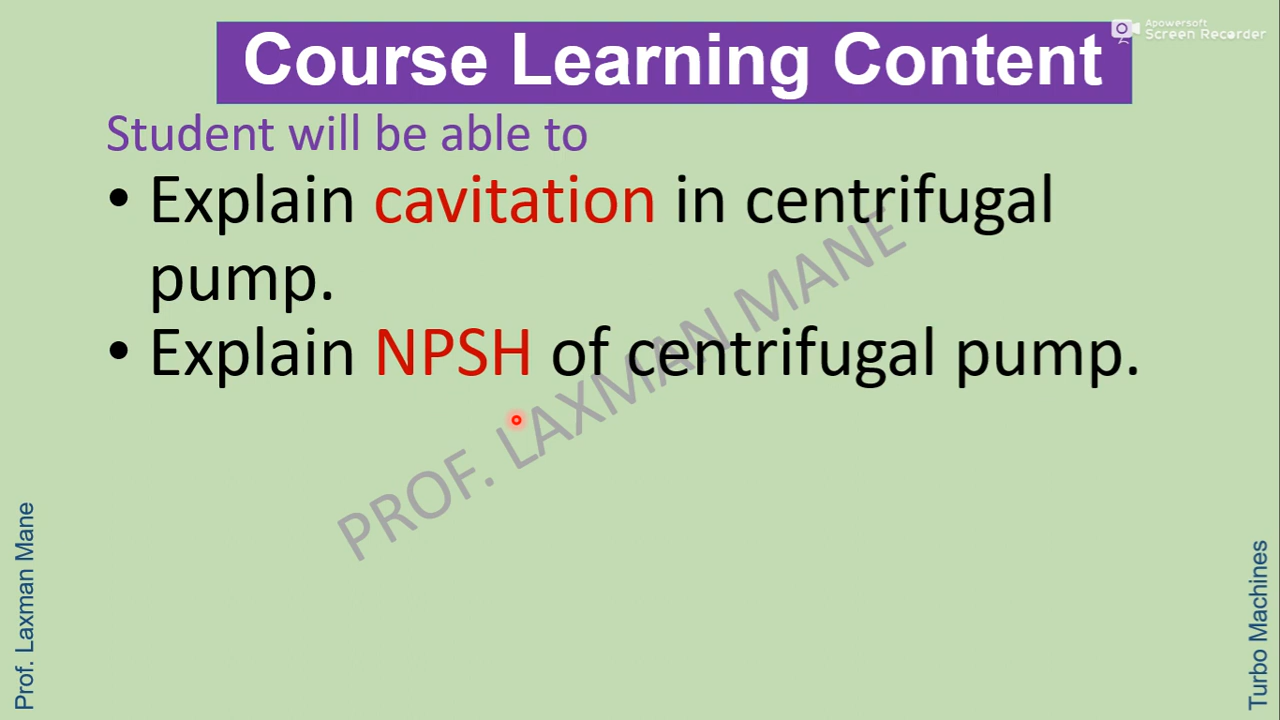 Course Learning Content
Apowersoft
Screen Recorder
Student will be able to
• Explain cavitation in centrifugal
pump.
• Explain NPSH of centrifugal pump.
PROF. LAXMAN MANE
Prof. Laxman Mane
Turbo Machines